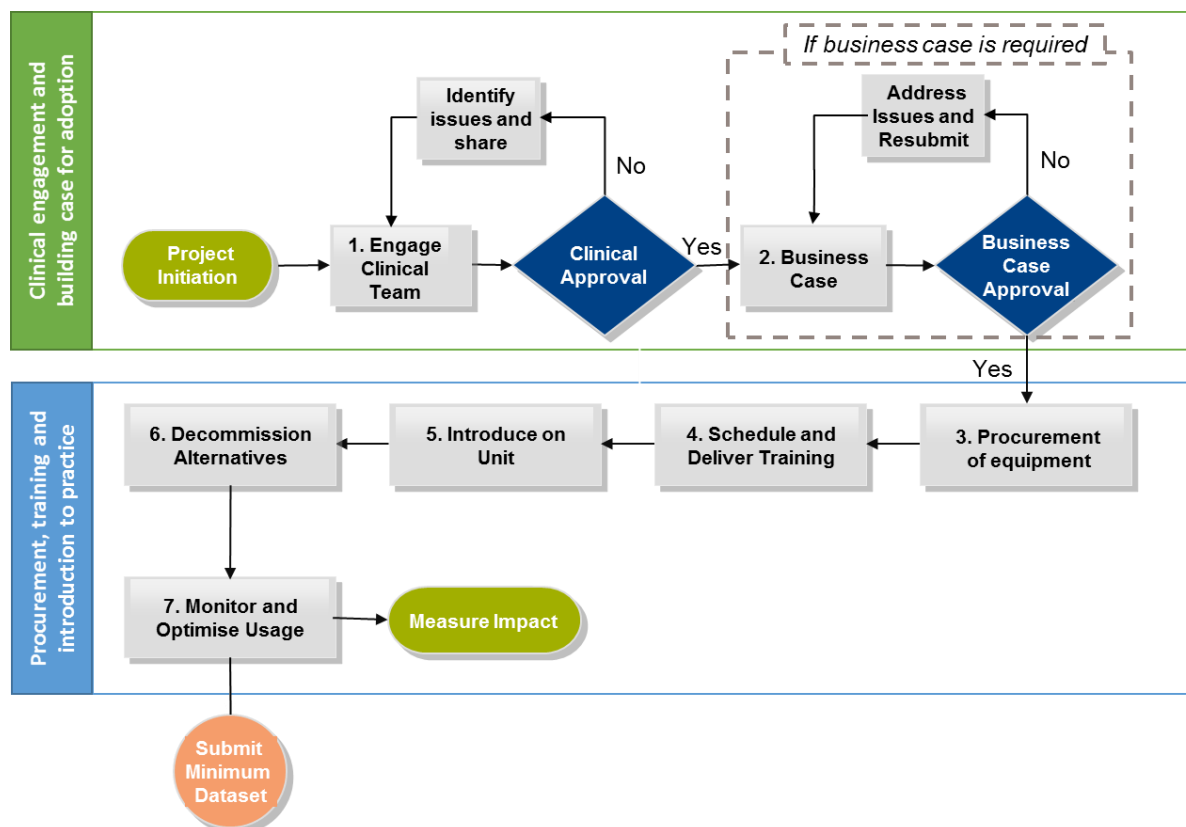 Clinical engagement and
building case for adoption
If business case is required
Identify
issues and
share
Address
Issues and
Resubmit
No
No
Project
Initiation
1. Engage
Clinical
Team
Clinical
Approval
Yes
2. Business
Case
Business
Case
Approval
Yes
Procurement, training and
introduction to practice
6. Decommission
Alternatives
5. Introduce on
Unit
4. Schedule and
Deliver Training
3. Procurement
of equipment
7. Monitor and
Optimise Usage
Measure Impact
Submit
Minimum
Dataset